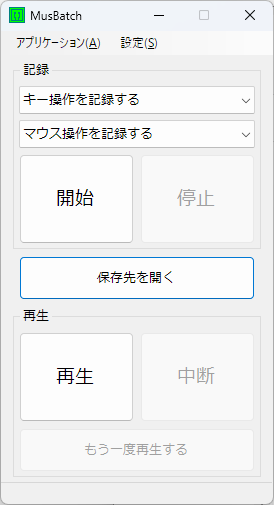 MusBatch
アプリケーション(A) 設定(S)
記録
キー操作を記録する
マウス操作を記録する
開始 停止
保存先を開く
再生
再生 中断
もう一度再生する